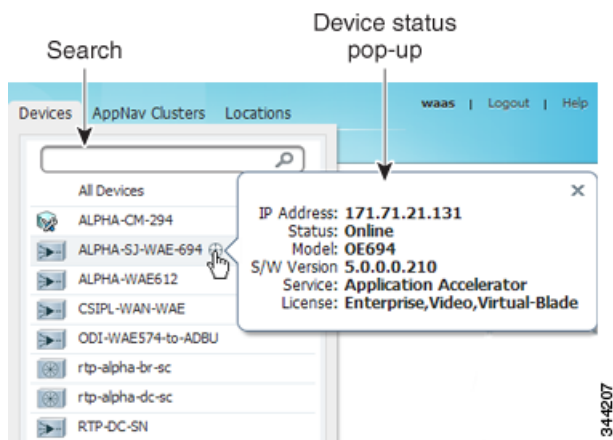 Device status
pop-up
Search
Devices AppNav Clusters Locations
waas | Logout | Help
All Devices
ALPHA-CM-294
ALPHA-SJ-WAE-694
ALPHA-WAE612
CSIPL-WAN-WAE
ODI-WAE574-to-ADBU
rtp-alpha-br-sc
rtp-alpha-dc-sc
RTP-DC-SN
IP Address: 171.71.21.131
Status: Online
Model: OE694
S/W Version 5.0.0.0.210
Service: Application Accelerator
License: Enterprise,Video,Virtual-Blade
344207